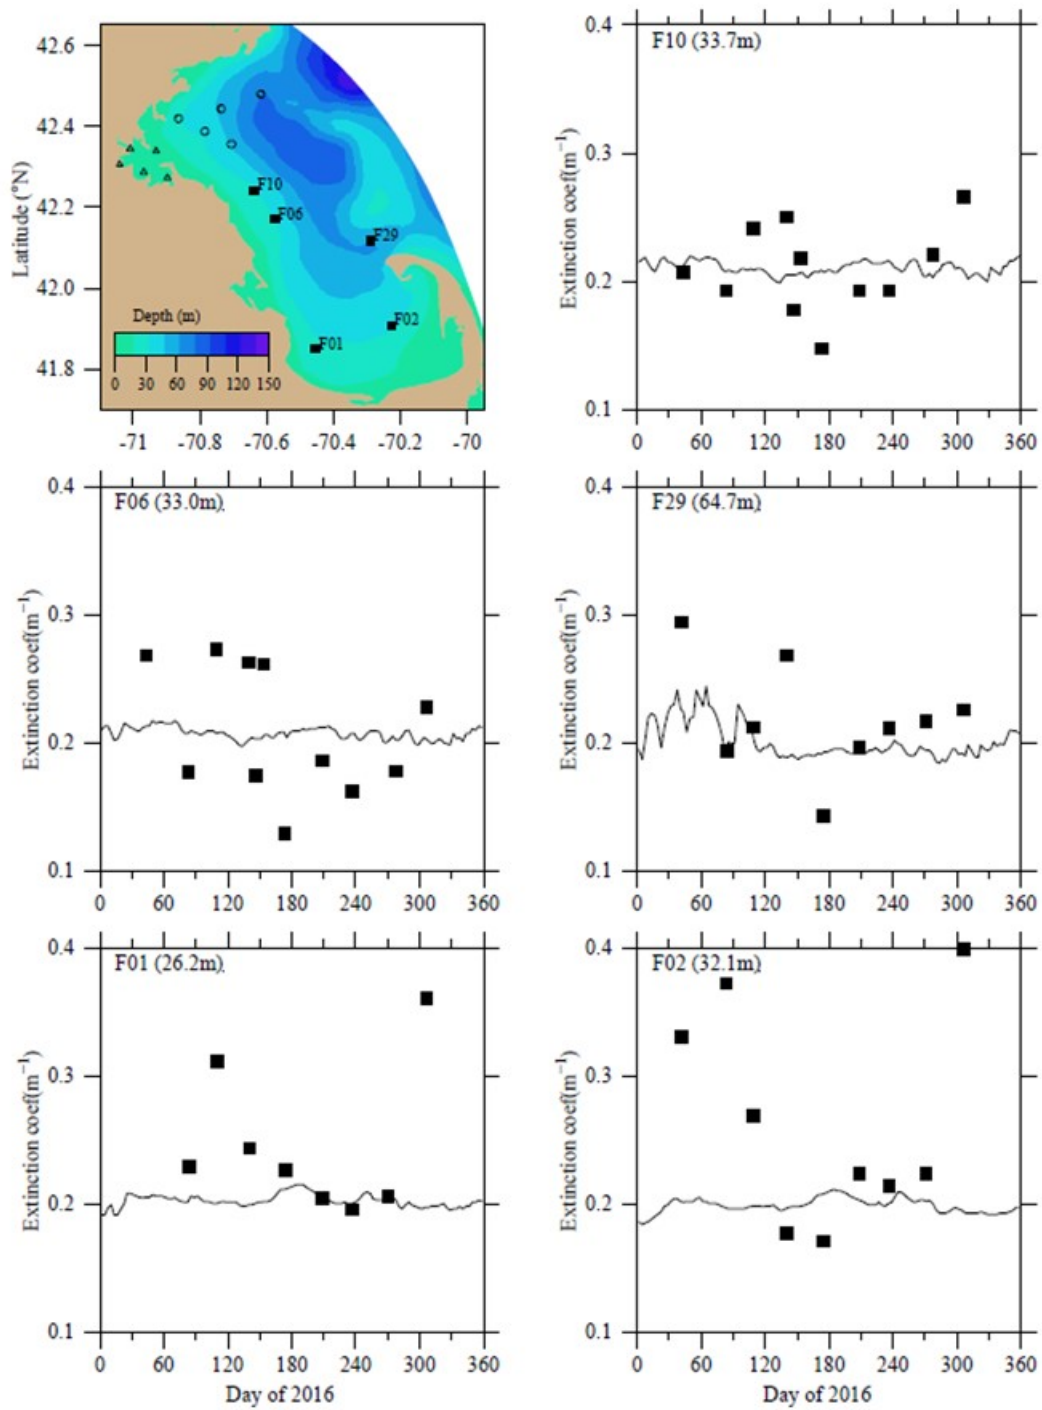 42.6
42.4
42.2
42.0
41.8
Latitude (°N)
F10
F06
F29
F02
F01
Depth (m)
0 30 60 90 120 150
-71 -70.8 -70.6 -70.4 -70.2 -70
F10 (33.7m)
0.4
0.3
0.2
0.1
Extinction coef(m⁻¹)
0 60 120 180 240 300 360
F06 (33.0m)
0.4
0.3
0.2
0.1
Extinction coef(m⁻¹)
0 60 120 180 240 300 360
F29 (64.7m)
0.4
0.3
0.2
0.1
Extinction coef(m⁻¹)
0 60 120 180 240 300 360
F01 (26.2m)
0.4
0.3
0.2
0.1
Extinction coef(m⁻¹)
0 60 120 180 240 300 360
Day of 2016
F02 (32.1m)
0.4
0.3
0.2
0.1
Extinction coef(m⁻¹)
0 60 120 180 240 300 360
Day of 2016